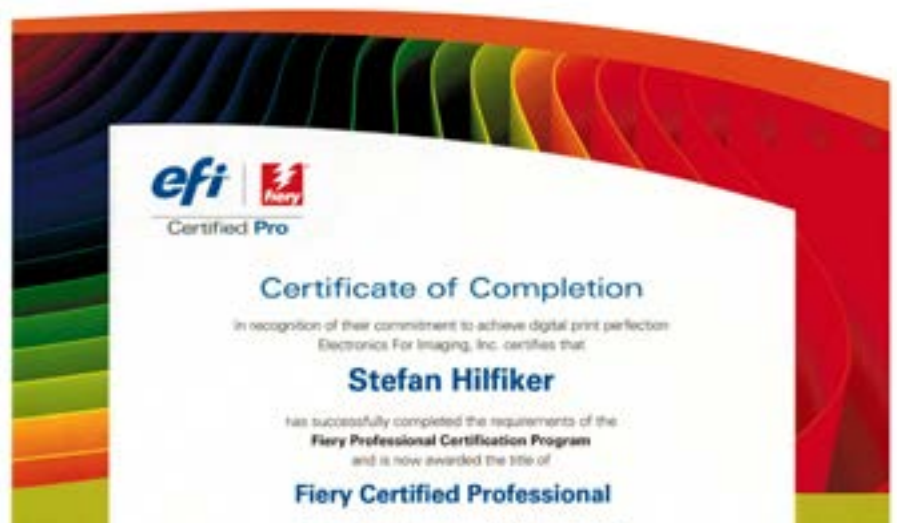 efi fiery
Certified Pro
Certificate of Completion
In recognition of their commitment to achieve digital print perfection
Electronics For Imaging, Inc. certifies that
Stefan Hilfiker
has successfully completed the requirements of the
Fiery Professional Certification Program
and is now awarded the title of
Fiery Certified Professional